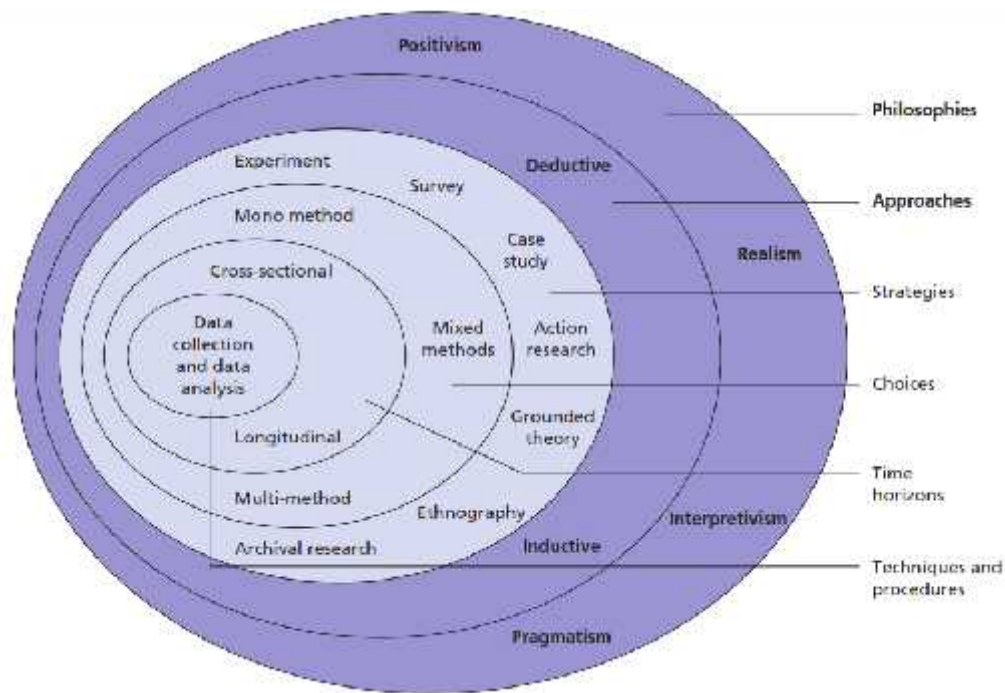 Positivism
Philosophies
Experiment
Deductive
Survey
Approaches
Mono method
Case
study
Realism
Cross-sectional
Strategies
Data
collection
and data
analysis
Mixed
methods
Action
research
Choices
Grounded
theory
Longitudinal
Time
horizons
Multi-method
Ethnography
Interpretivism
Archival research
Inductive
Techniques and
procedures
Pragmatism